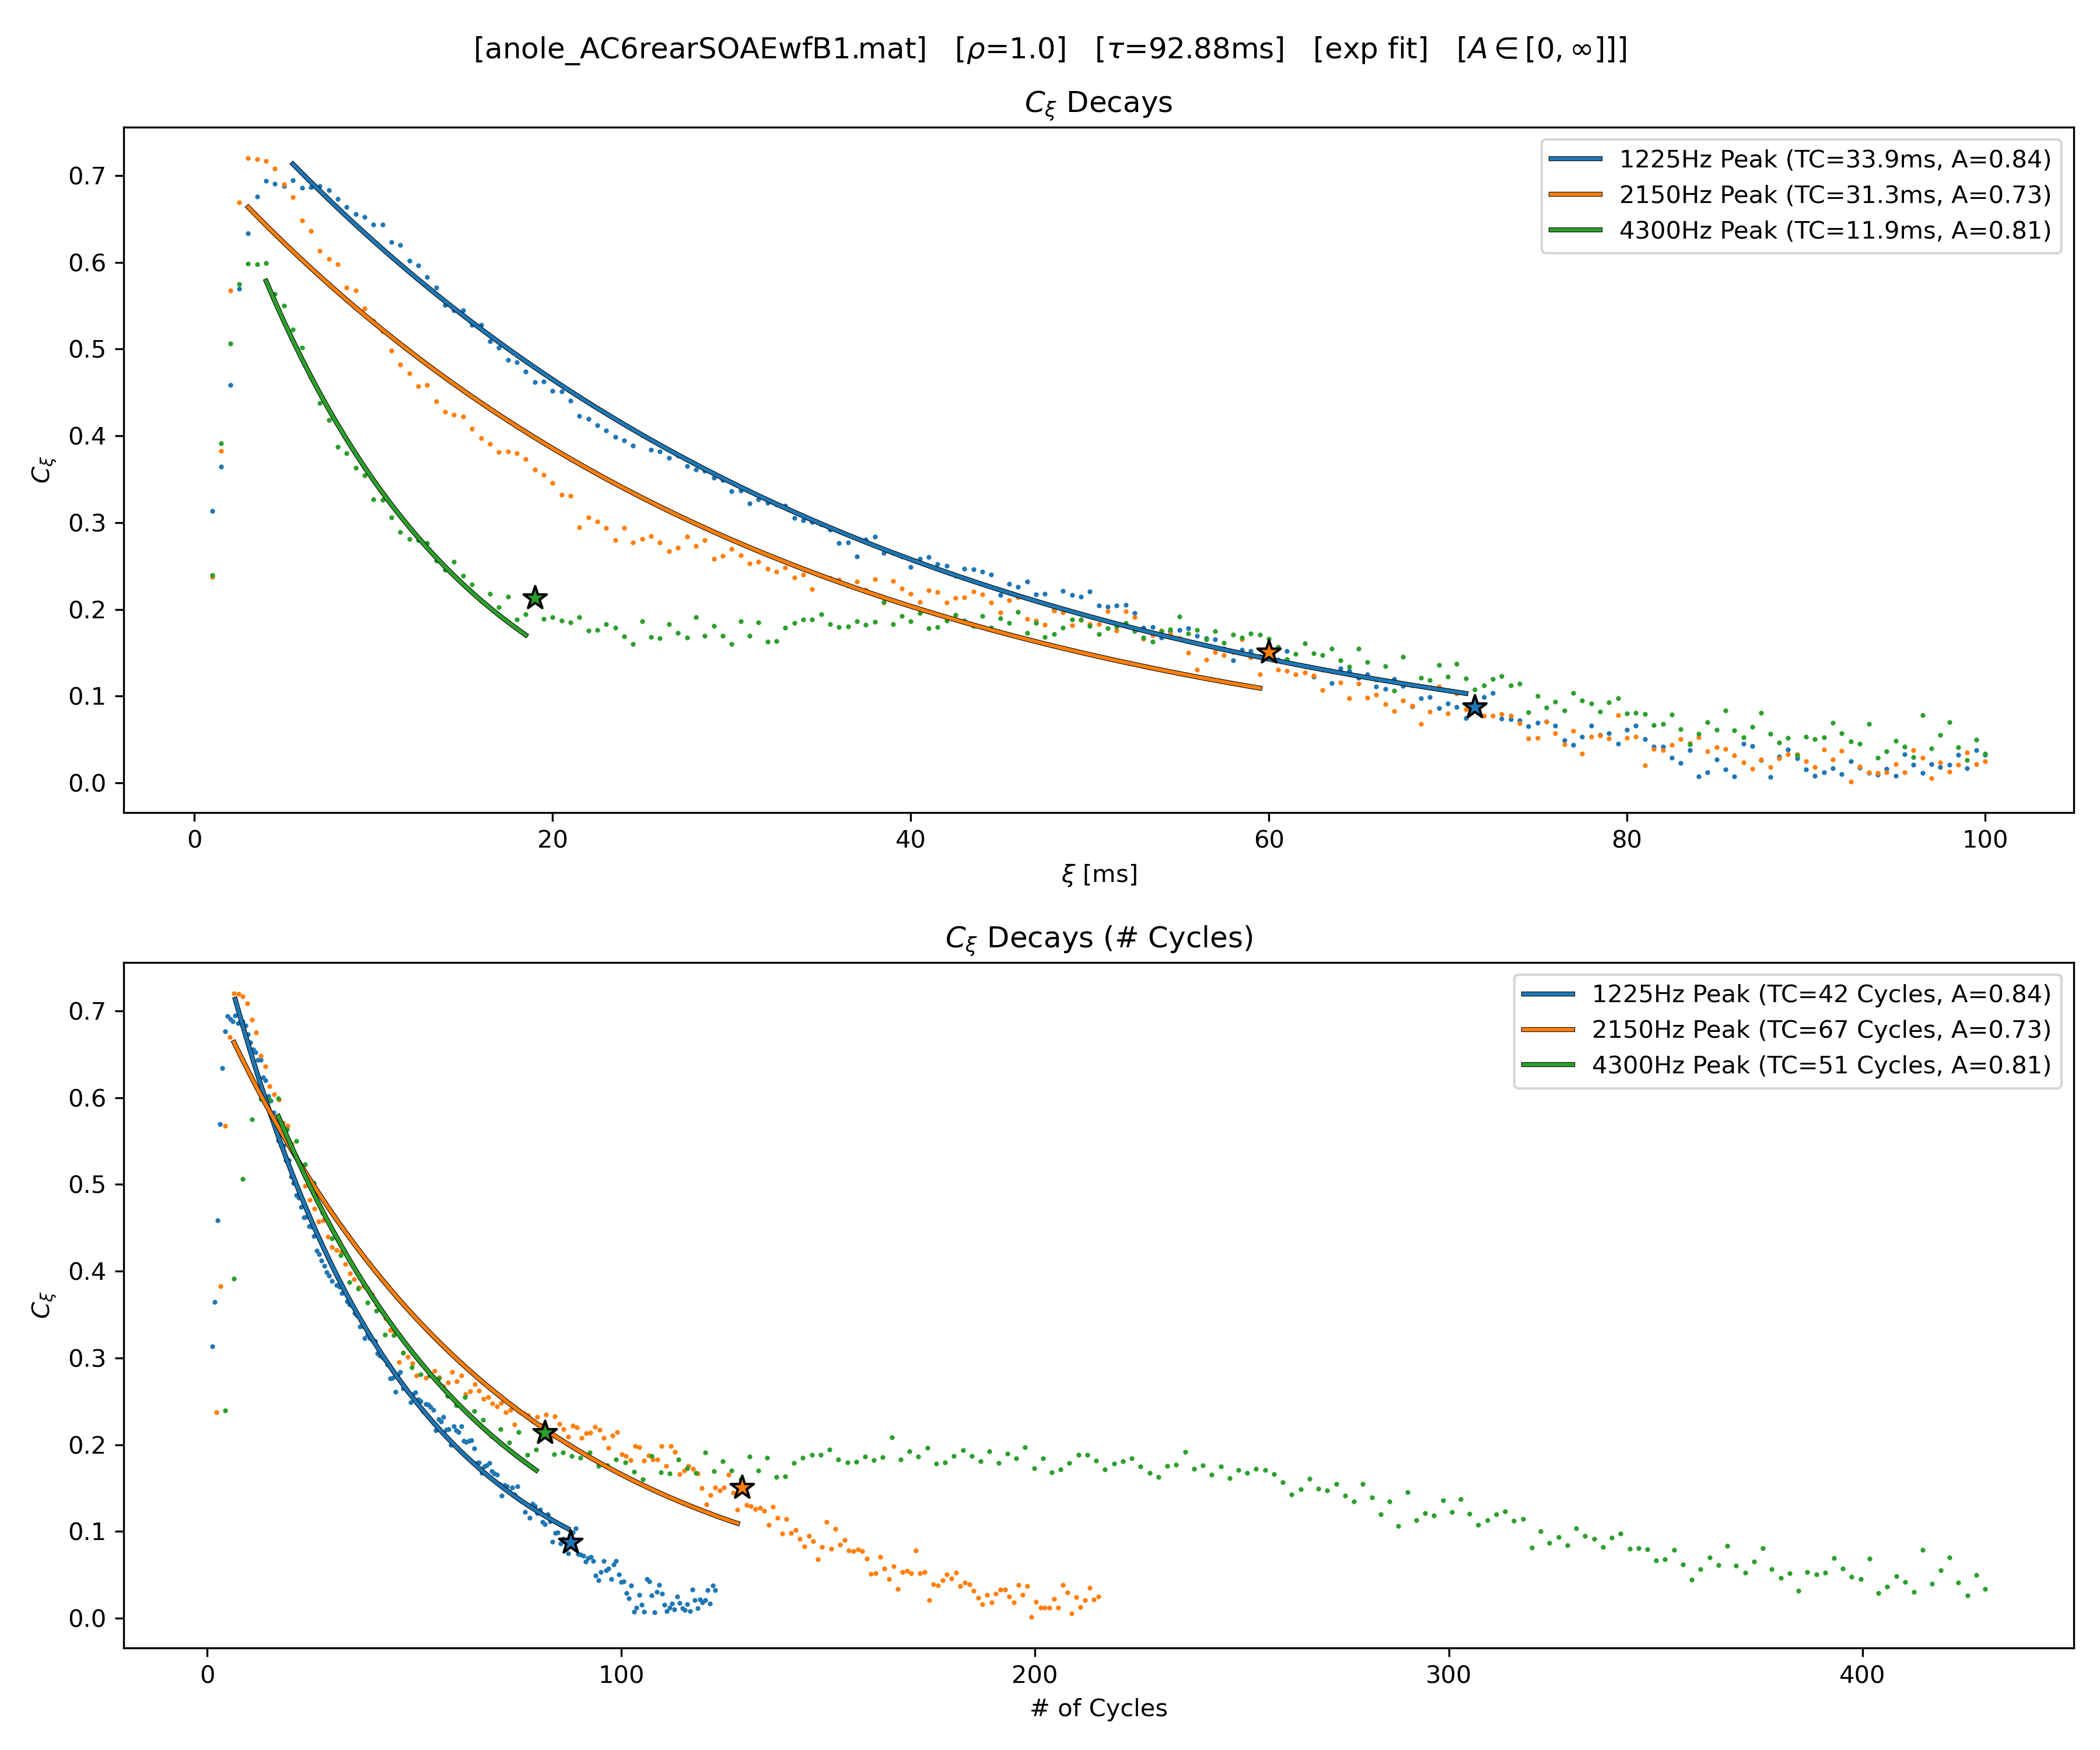 [anole_AC6rearSOAEwfB1.mat] [ρ=1.0] [τ=92.88ms] [exp fit] [A ∈ [0, ∞]]]
C_ξ Decays
0.7
0.6
0.5
0.4
0.3
0.2
0.1
0.0
C_ξ
1225Hz Peak (TC=33.9ms, A=0.84)
2150Hz Peak (TC=31.3ms, A=0.73)
4300Hz Peak (TC=11.9ms, A=0.81)
0 20 40 60 80 100
ξ [ms]
C_ξ Decays (# Cycles)
0.7
0.6
0.5
0.4
0.3
0.2
0.1
0.0
C_ξ
1225Hz Peak (TC=42 Cycles, A=0.84)
2150Hz Peak (TC=67 Cycles, A=0.73)
4300Hz Peak (TC=51 Cycles, A=0.81)
0 100 200 300 400
# of Cycles